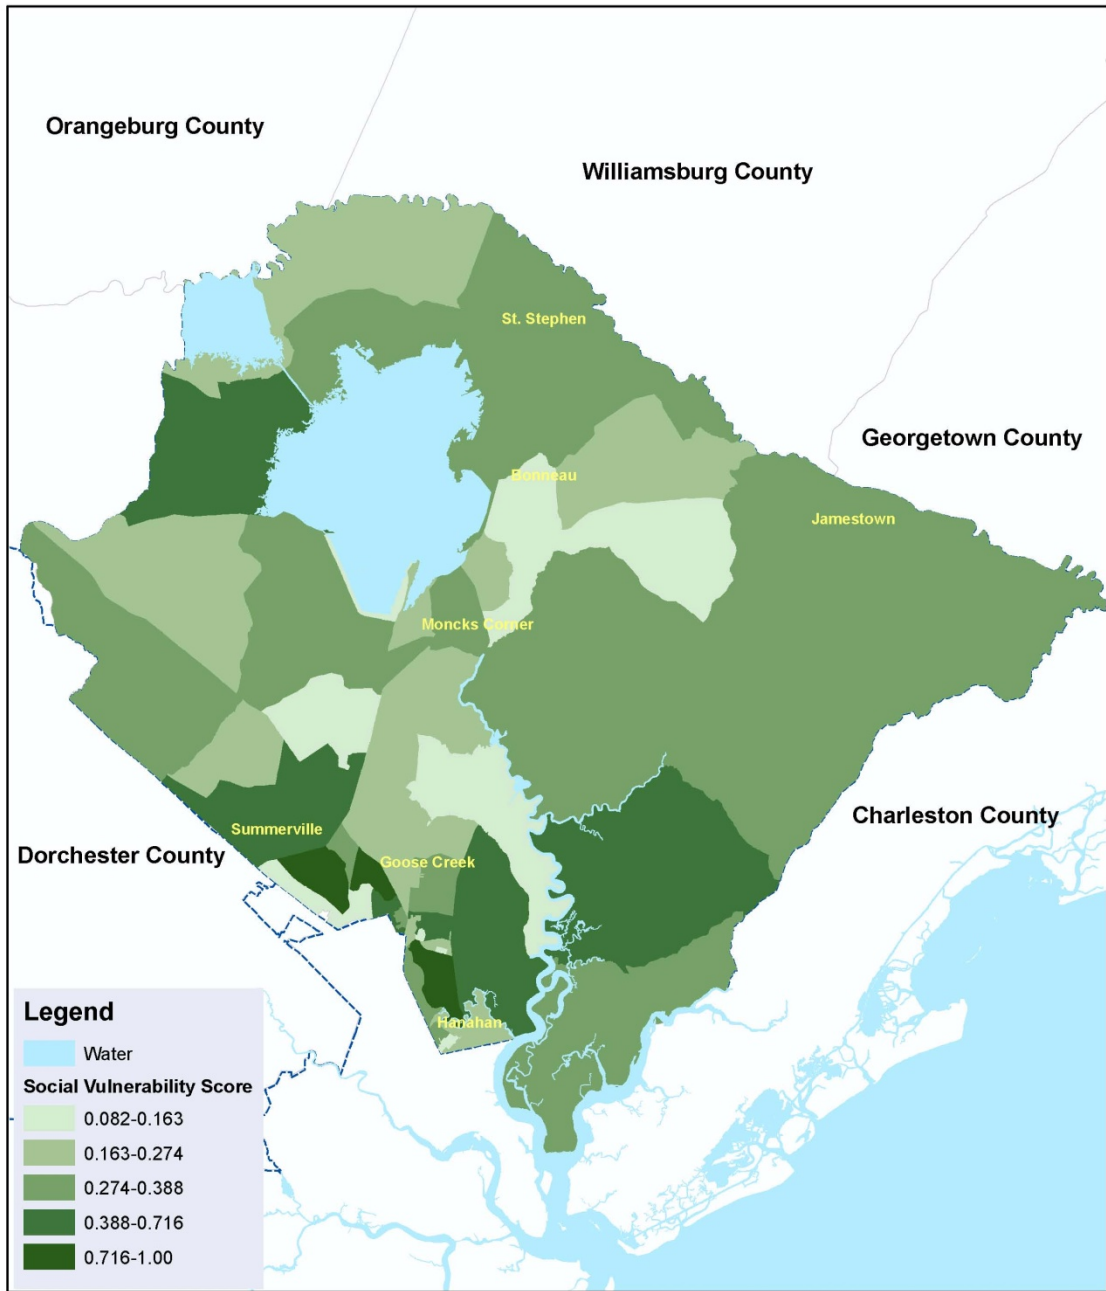 Orangeburg County
Williamsburg County
St. Stephen
Georgetown County
Bonneau
Jamestown
Moncks Corner
Charleston County
Summerville
Dorchester County
Goose Creek
Hanahan
Legend
Water
Social Vulnerability Score
0.082-0.163
0.163-0.274
0.274-0.388
0.388-0.716
0.716-1.00